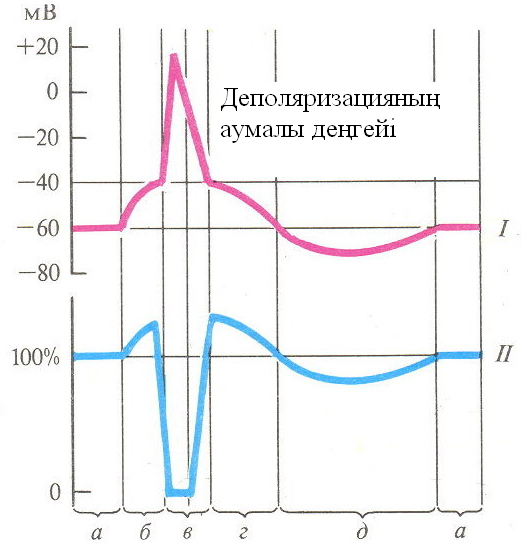 мВ
+20
0
Деполяризацияның
аумалы деңгейі
−20
−40
−60
I
−80
100%
II
0
а б в г д а